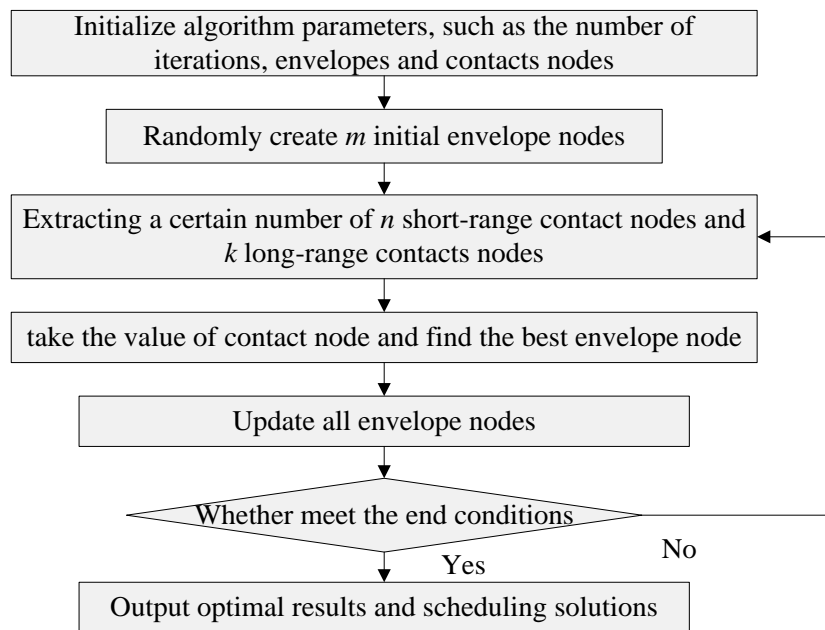 Initialize algorithm parameters, such as the number of
iterations, envelopes and contacts nodes
Randomly create m initial envelope nodes
Extracting a certain number of n short-range contact nodes and
k long-range contacts nodes
take the value of contact node and find the best envelope node
Update all envelope nodes
Whether meet the end conditions
No
Yes
Output optimal results and scheduling solutions